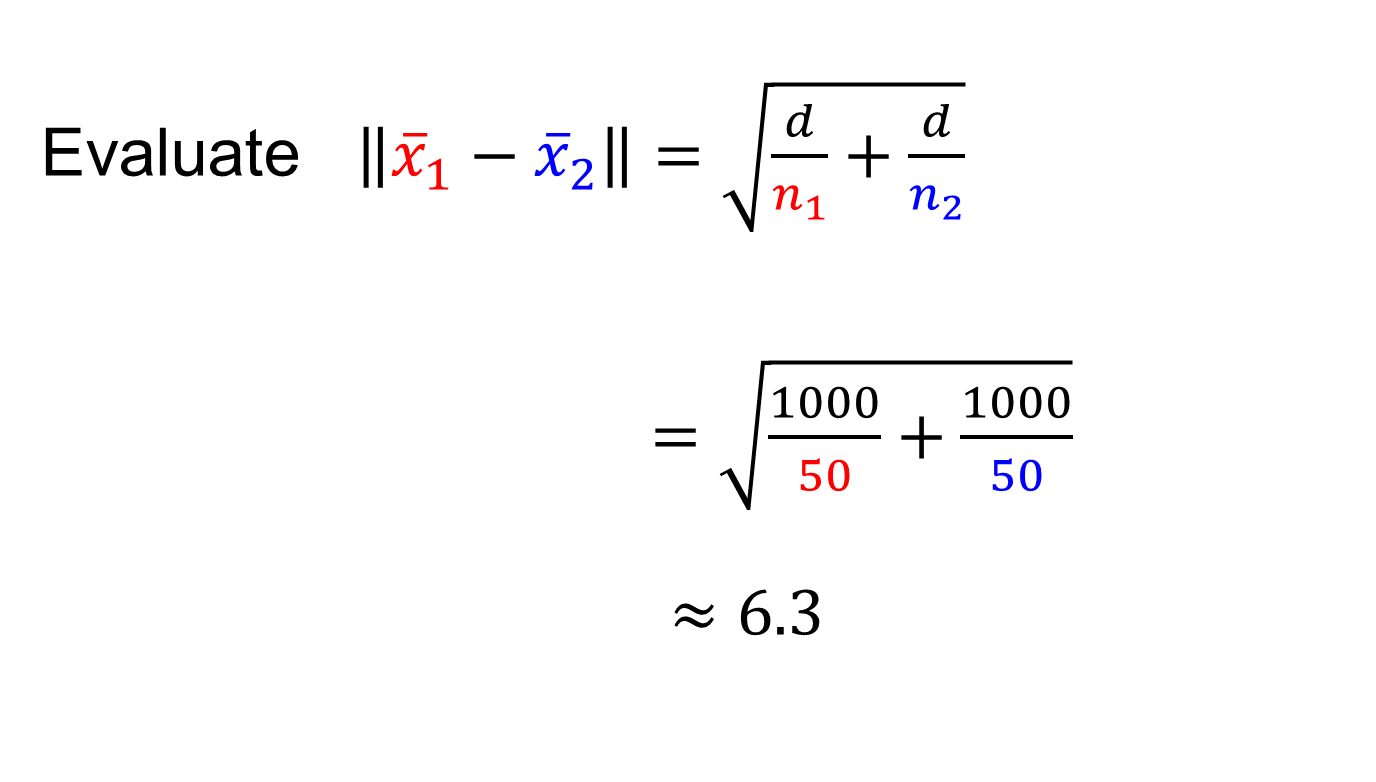 Evaluate ‖x̄₁ − x̄₂‖ = √(d/n₁ + d/n₂)
= √(1000/50 + 1000/50)
≈ 6.3